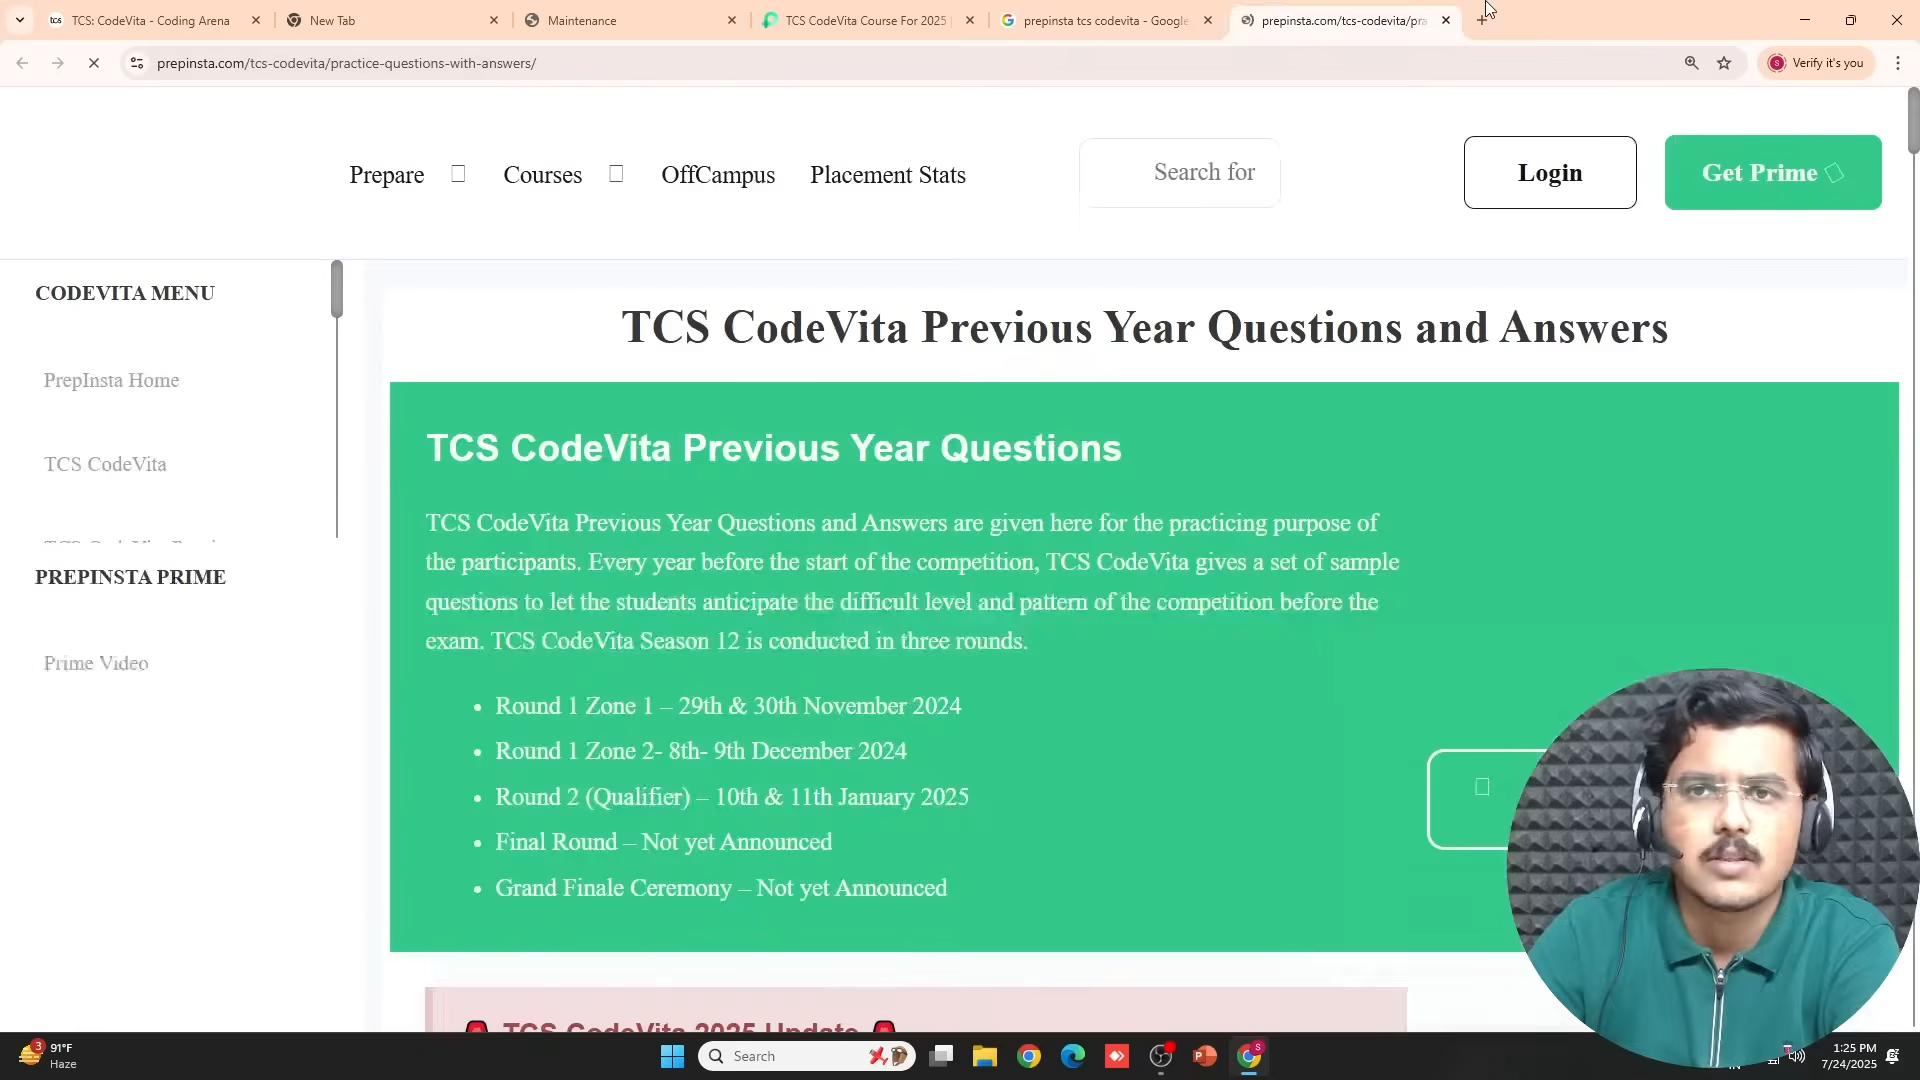 TCS: CodeVita - Coding Arena
New Tab
Maintenance
TCS CodeVita Course For 2025
prepinsta tcs codevita - Google
prepinsta.com/tcs-codevita/pra
prepinsta.com/tcs-codevita/practice-questions-with-answers/
Verify it's you
Prepare
Courses
OffCampus
Placement Stats
Search for
Login
Get Prime
CODEVITA MENU
PrepInsta Home
TCS CodeVita
PREPINSTA PRIME
Prime Video
TCS CodeVita Previous Year Questions and Answers
TCS CodeVita Previous Year Questions
TCS CodeVita Previous Year Questions and Answers are given here for the practicing purpose of
the participants. Every year before the start of the competition, TCS CodeVita gives a set of sample
questions to let the students anticipate the difficult level and pattern of the competition before the
exam. TCS CodeVita Season 12 is conducted in three rounds.
• Round 1 Zone 1 – 29th & 30th November 2024
• Round 1 Zone 2- 8th- 9th December 2024
• Round 2 (Qualifier) – 10th & 11th January 2025
• Final Round – Not yet Announced
• Grand Finale Ceremony – Not yet Announced
TCS CodeVita 2025 Update
3
91°F
Haze
Search
1:25 PM
7/24/2025